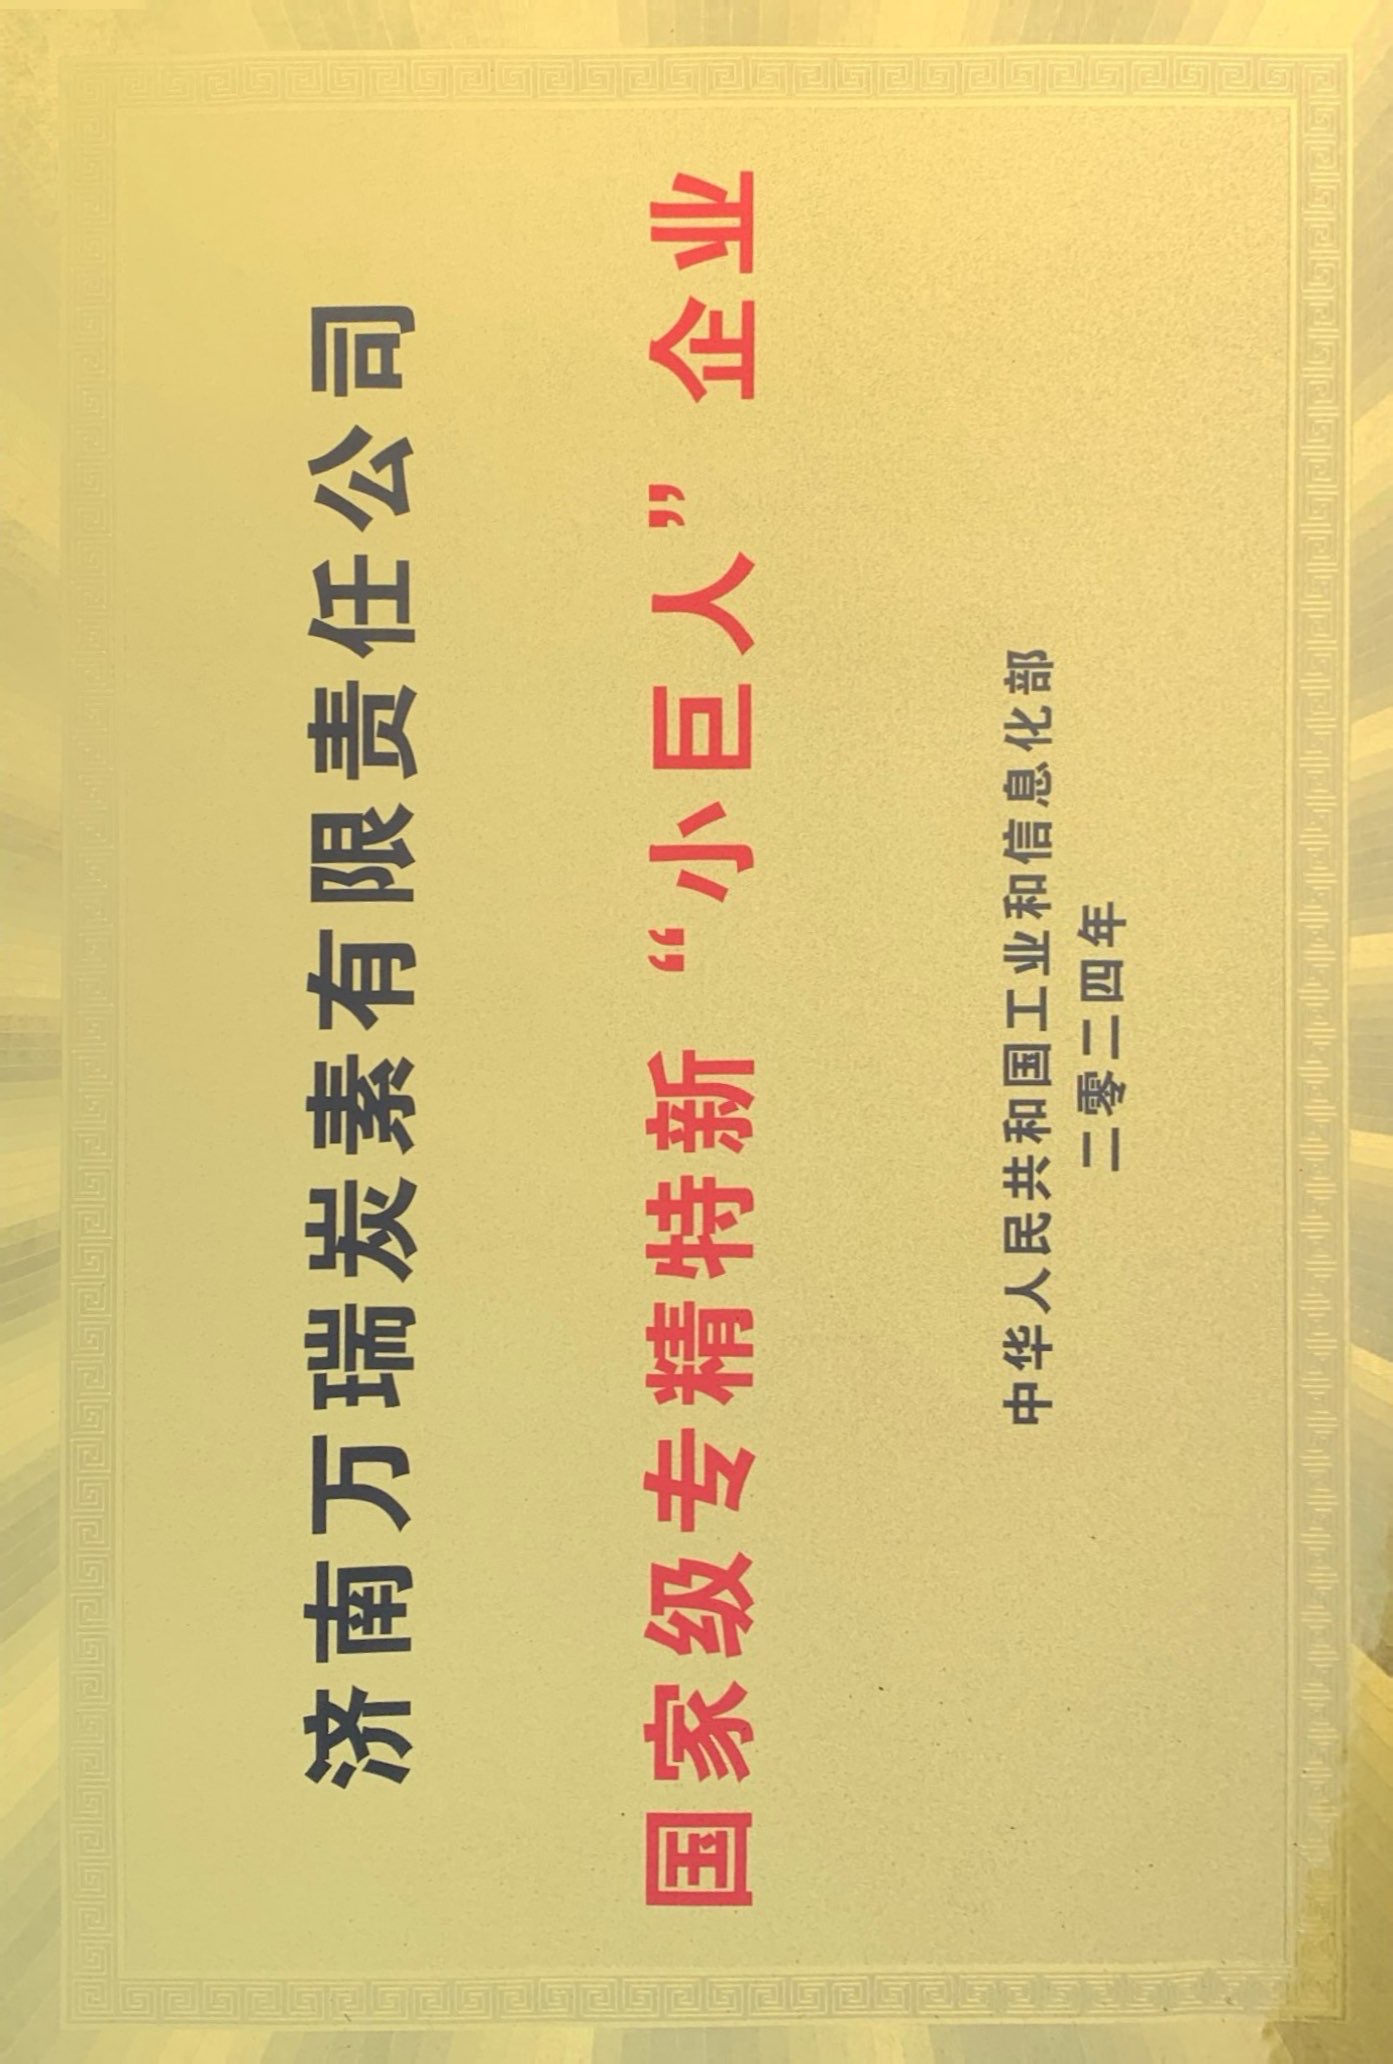 济南万瑞炭素有限责任公司
国家级专精特新“小巨人”企业
中华人民共和国工业和信息化部
二零二四年